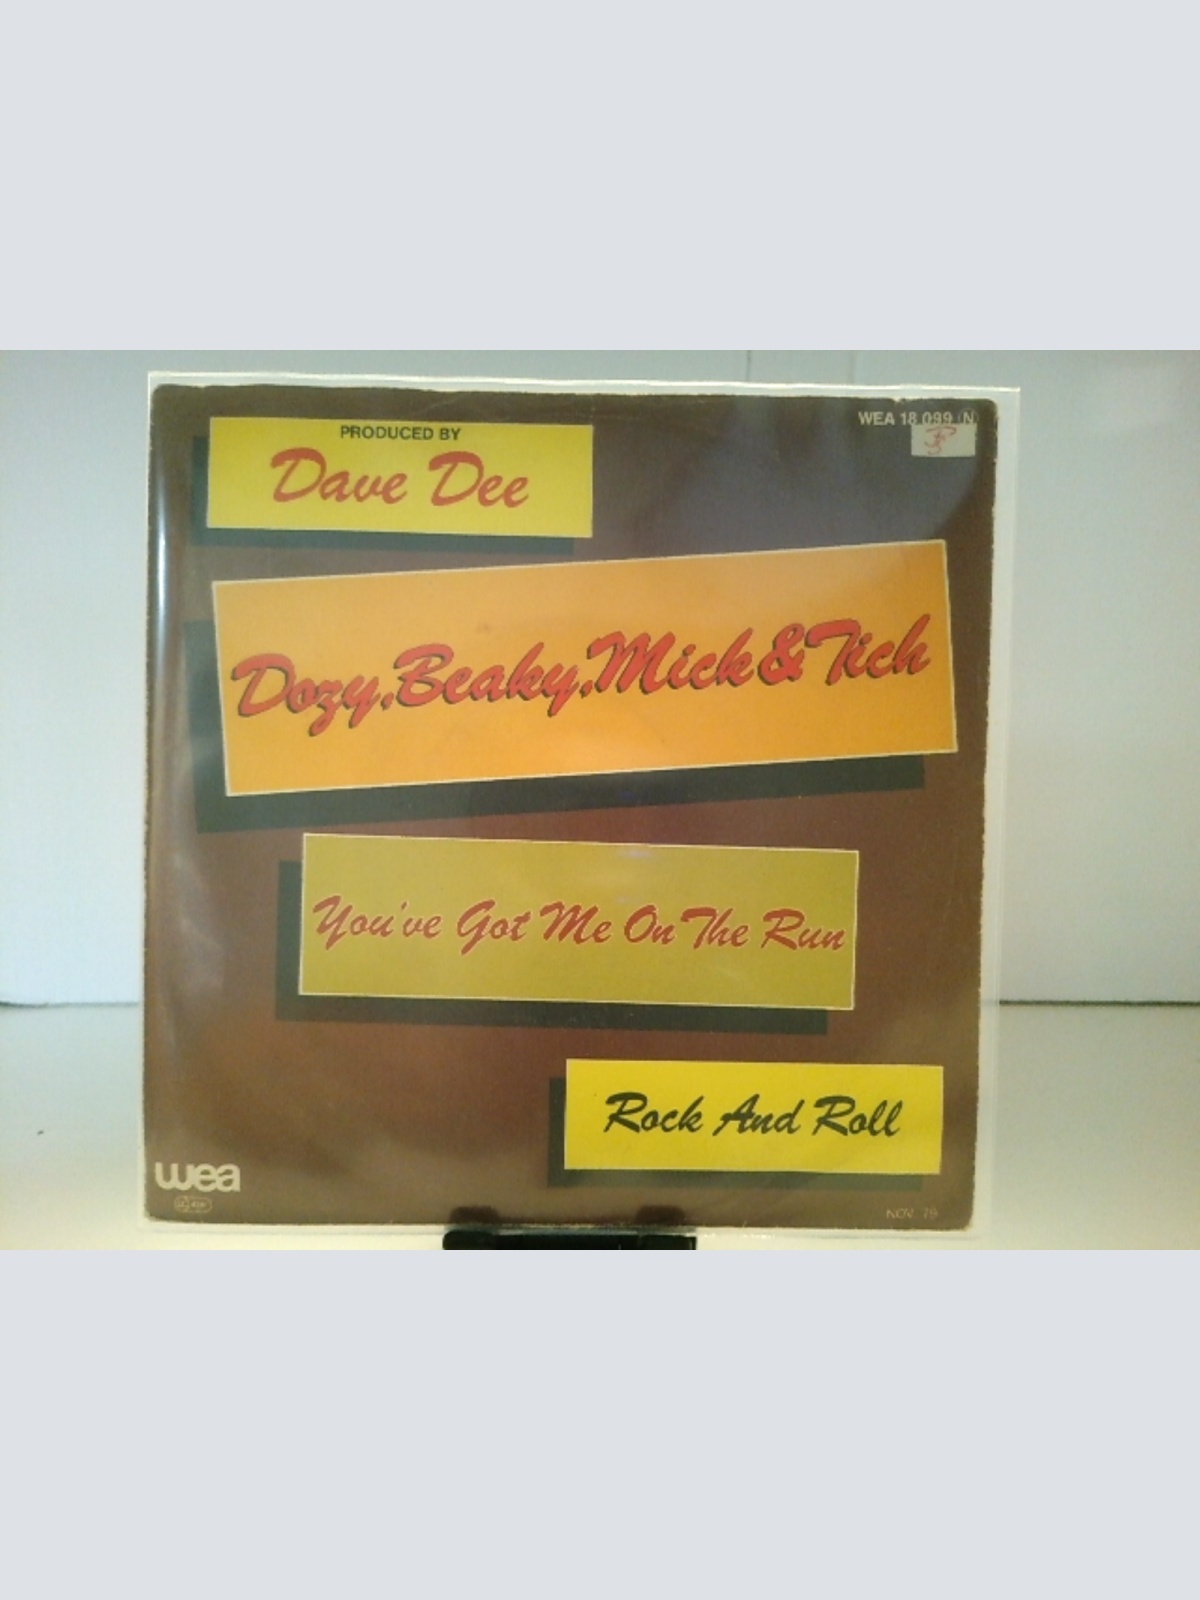 PRODUCED BY
Dave Dee
WEA 18 099 Ⓝ
Dozy, Beaky, Mick & Tich
You've Got Me On The Run
Rock And Roll
wea
NOV. 79